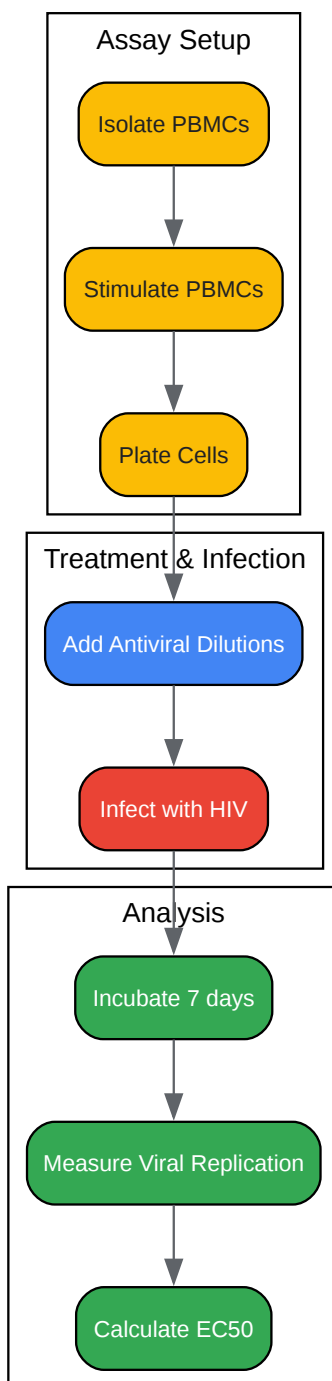 Assay Setup
Isolate PBMCs
Stimulate PBMCs
Plate Cells
Treatment & Infection
Add Antiviral Dilutions
Infect with HIV
Analysis
Incubate 7 days
Measure Viral Replication
Calculate EC50